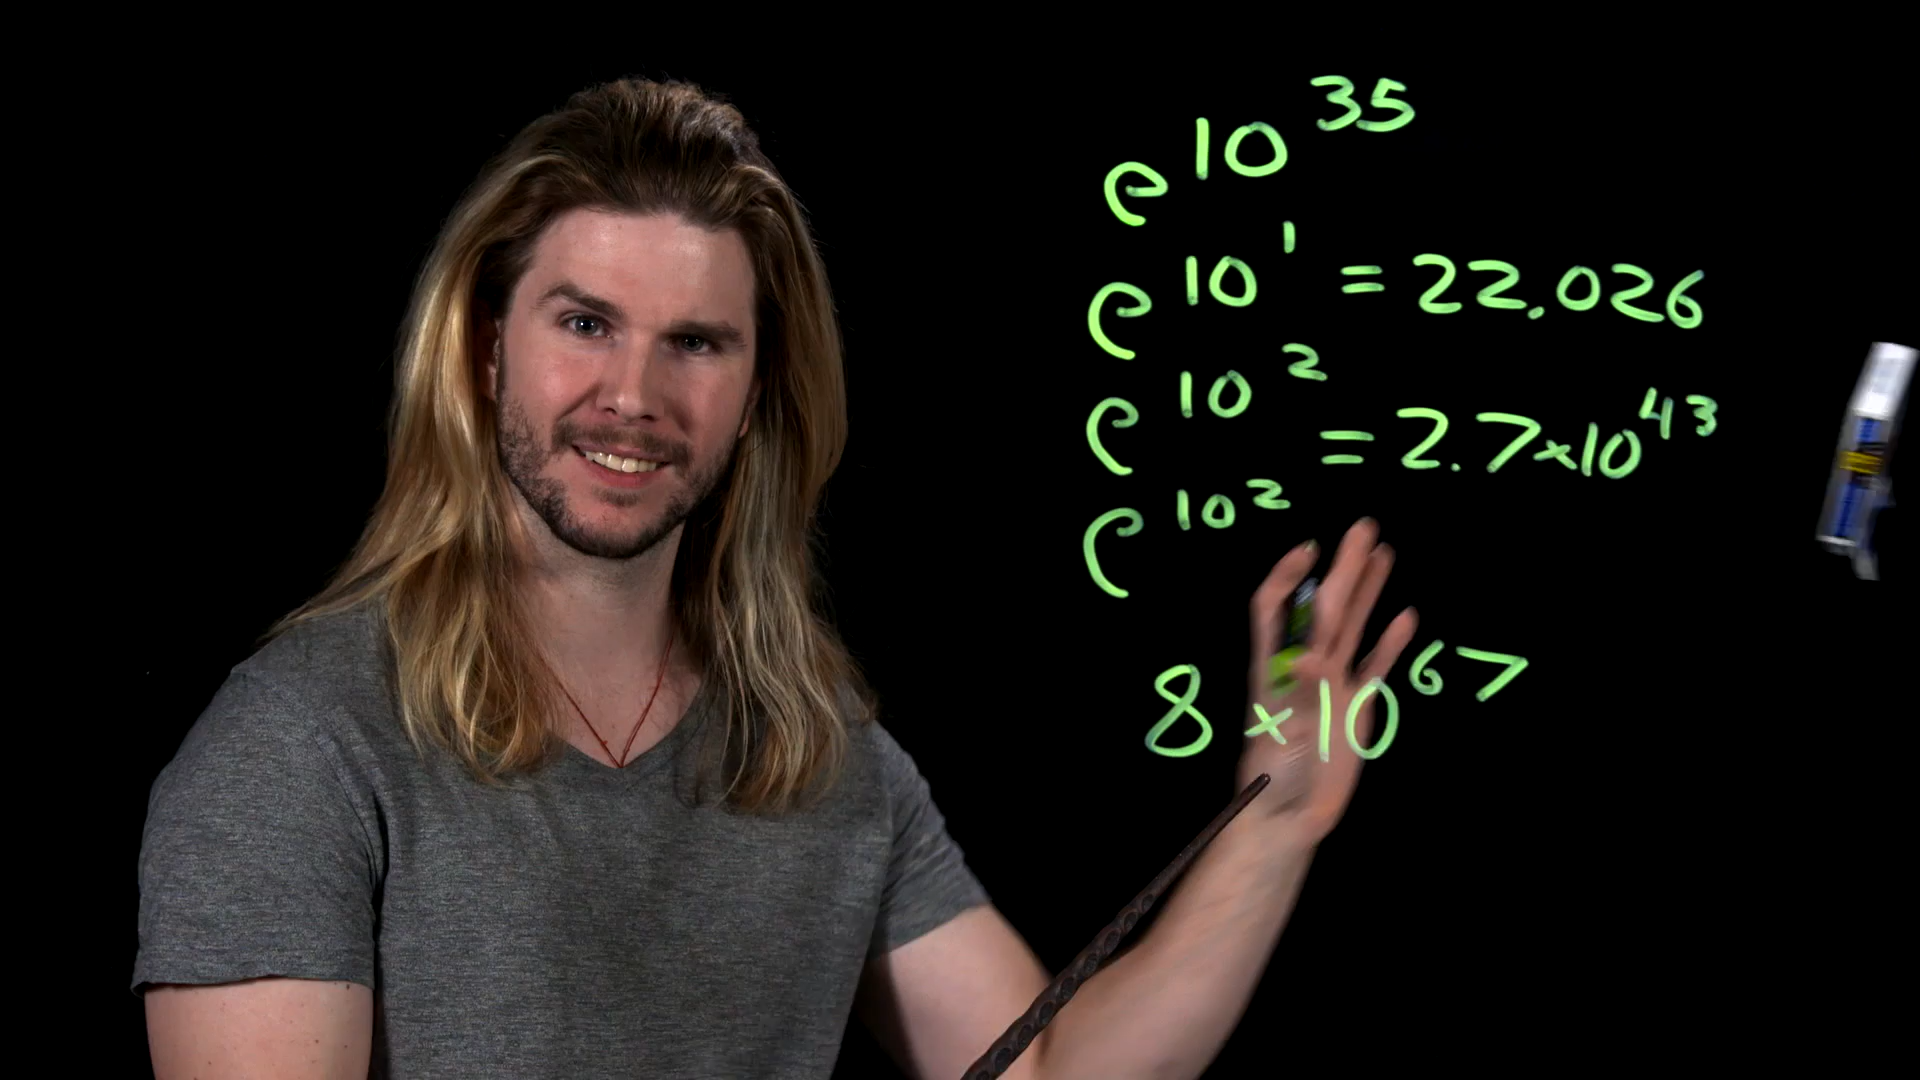 e^10^35
e^10^1 = 22.026
e^10^2 = 2.7×10^43
e^10^2
8×10^67